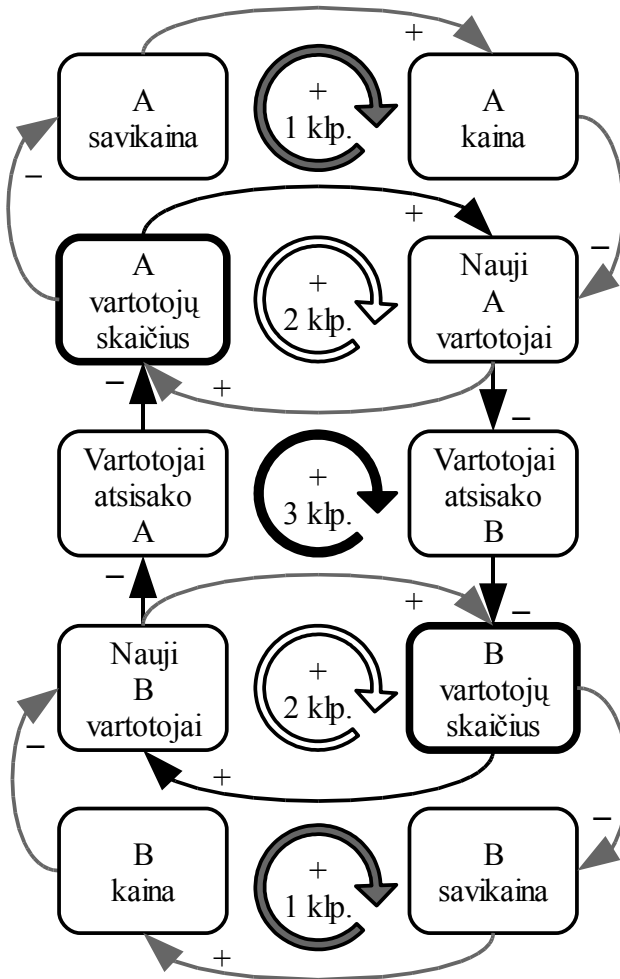 +
A
savikaina
+
1 klp.
A
kaina
−
−
+
A
vartotojų
skaičius
+
2 klp.
Nauji
A
vartotojai
−
+
−
Vartotojai
atsisako
A
+
3 klp.
Vartotojai
atsisako
B
−
+
−
Nauji
B
vartotojai
+
2 klp.
B
vartotojų
skaičius
−
+
−
B
kaina
+
1 klp.
B
savikaina
+